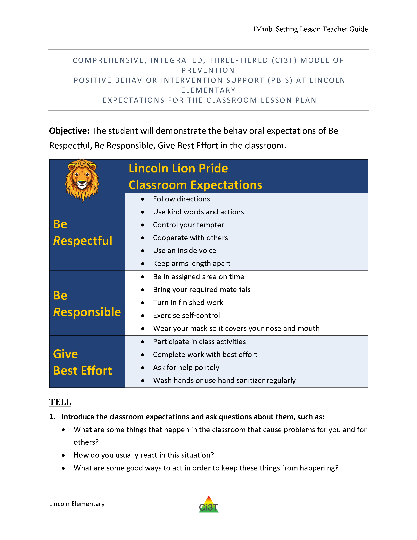 Month: Setting Lesson Teacher Guide
COMPREHENSIVE, INTEGRATED, THREE-TIERED (CI3T) MODEL OF
PREVENTION
POSITIVE BEHAVIOR INTERVENTION SUPPORT (PBIS) AT LINCOLN
ELEMENTARY
EXPECTATIONS FOR THE CLASSROOM LESSON PLAN
Objective: The student will demonstrate the behavioral expectations of Be
Respectful, Be Responsible, Give Best Effort in the classroom.
Lincoln Lion Pride
Classroom Expectations
Be
Respectful
• Follow directions
• Use kind words and actions
• Control your temper
• Cooperate with others
• Use an inside voice
• Keep arms length apart
Be
Responsible
• Be in assigned area on time
• Bring your required materials
• Turn in finished work
• Exercise self-control
• Wear your mask so it covers your nose and mouth
Give
Best Effort
• Participate in class activities
• Complete work with best effort
• Ask for help politely
• Wash hands or use hand sanitizer regularly
TELL
1. Introduce the classroom expectations and ask questions about them, such as:
• What are some things that happen in the classroom that cause problems for you and for
others?
• How do you usually react in this situation?
• What are some good ways to act in order to keep these things from happening?
Lincoln Elementary
CI3T